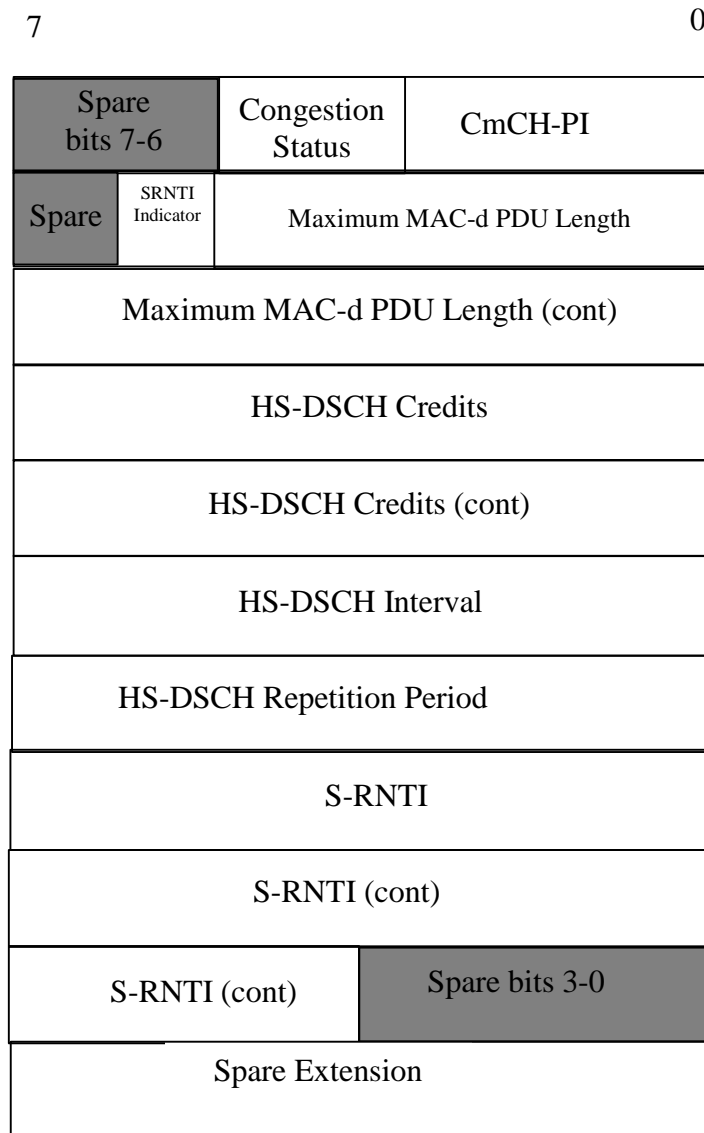 7 0
Spare
bits 7-6
Congestion
Status
CmCH-PI
Spare
SRNTI
Indicator
Maximum MAC-d PDU Length
Maximum MAC-d PDU Length (cont)
HS-DSCH Credits
HS-DSCH Credits (cont)
HS-DSCH Interval
HS-DSCH Repetition Period
S-RNTI
S-RNTI (cont)
S-RNTI (cont)
Spare bits 3-0
Spare Extension